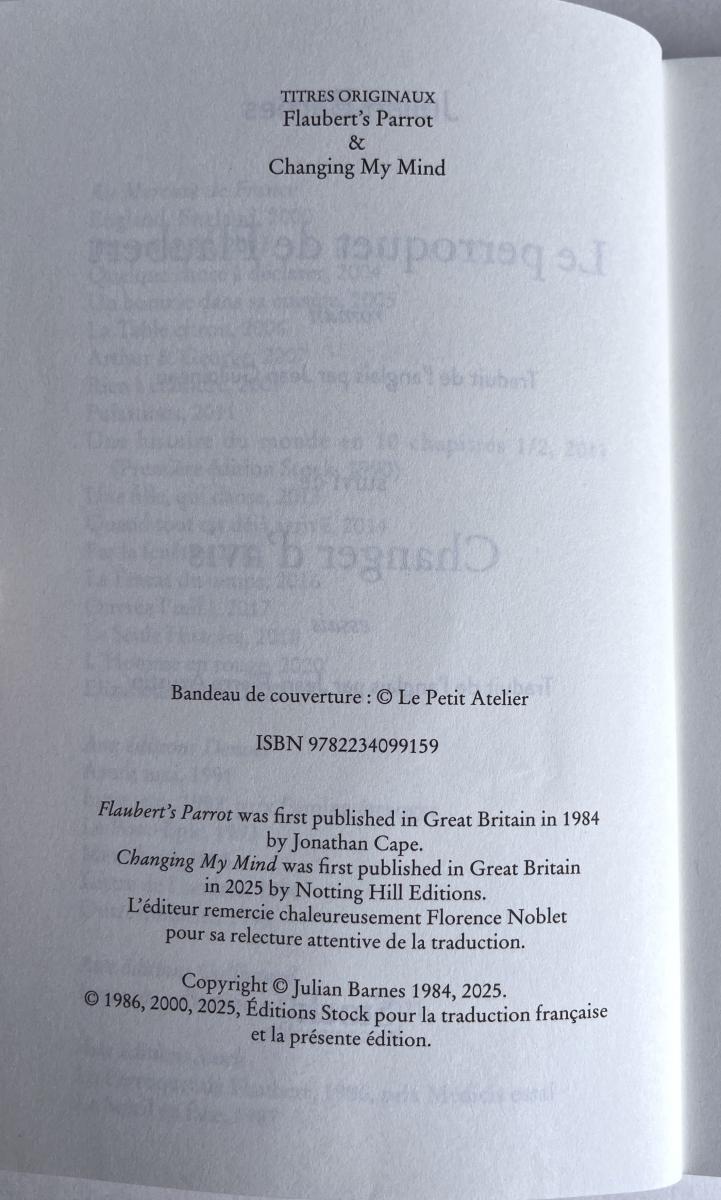 TITRES ORIGINAUX
Flaubert's Parrot
&
Changing My Mind
Bandeau de couverture : © Le Petit Atelier
ISBN 9782234099159
Flaubert's Parrot was first published in Great Britain in 1984
by Jonathan Cape.
Changing My Mind was first published in Great Britain
in 2025 by Notting Hill Editions.
L'éditeur remercie chaleureusement Florence Noblet
pour sa relecture attentive de la traduction.
Copyright © Julian Barnes 1984, 2025.
© 1986, 2000, 2025, Éditions Stock pour la traduction française
et la présente édition.